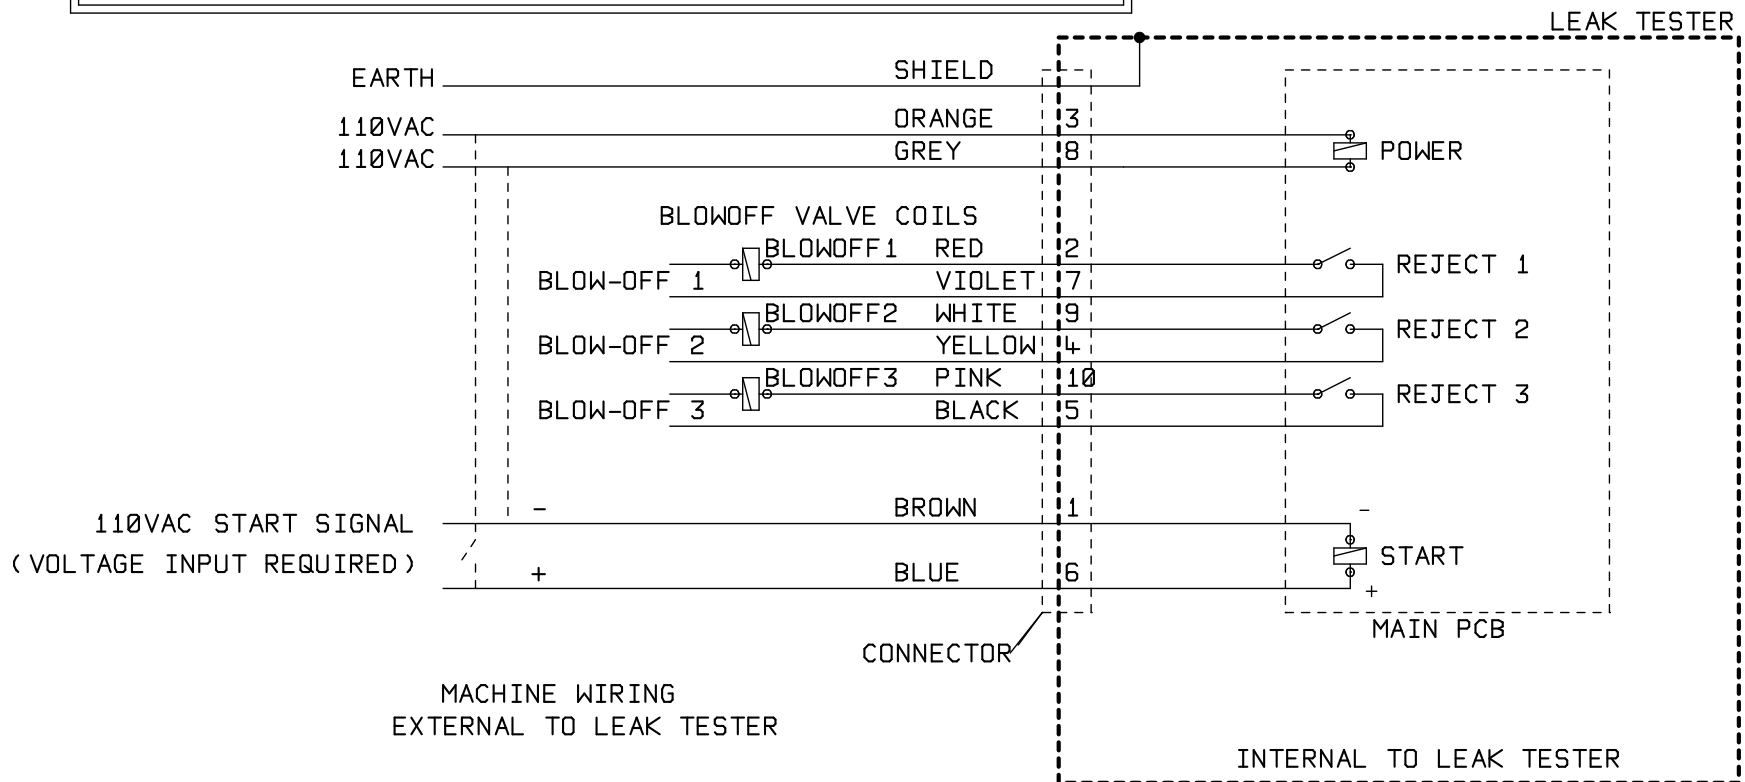 LEAK TESTER
EARTH SHIELD
110VAC ORANGE 3
110VAC GREY 8 POWER
BLOWOFF VALVE COILS
BLOWOFF1 RED 2 REJECT 1
BLOW-OFF 1 VIOLET 7
BLOWOFF2 WHITE 9 REJECT 2
BLOW-OFF 2 YELLOW 4
BLOWOFF3 PINK 10 REJECT 3
BLOW-OFF 3 BLACK 5
110VAC START SIGNAL - BROWN 1 -
(VOLTAGE INPUT REQUIRED) START
+ BLUE 6 +
MAIN PCB
CONNECTOR
MACHINE WIRING
EXTERNAL TO LEAK TESTER
INTERNAL TO LEAK TESTER